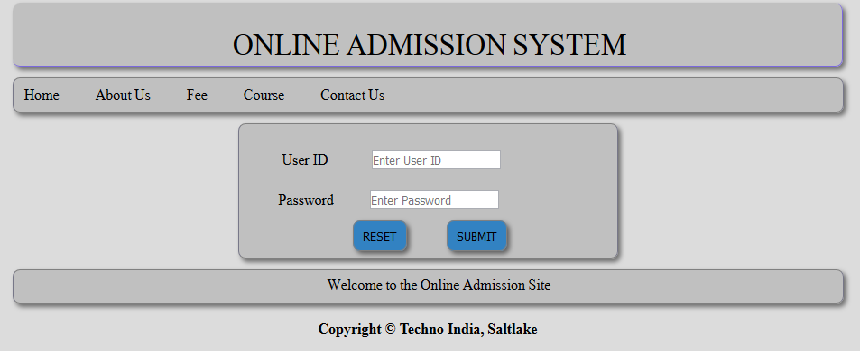 ONLINE ADMISSION SYSTEM
Home About Us Fee Course Contact Us
User ID Enter User ID
Password Enter Password
RESET SUBMIT
Welcome to the Online Admission Site
Copyright © Techno India, Saltlake